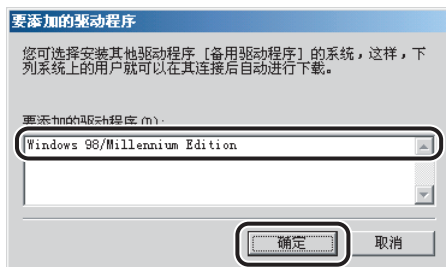 要添加的驱动程序
您可选择安装其他驱动程序 [备用驱动程序] 的系统，这样，下
列系统上的用户就可以在其连接后自动进行下载。
要添加的驱动程序(D):
Windows 98/Millennium Edition
确定
取消